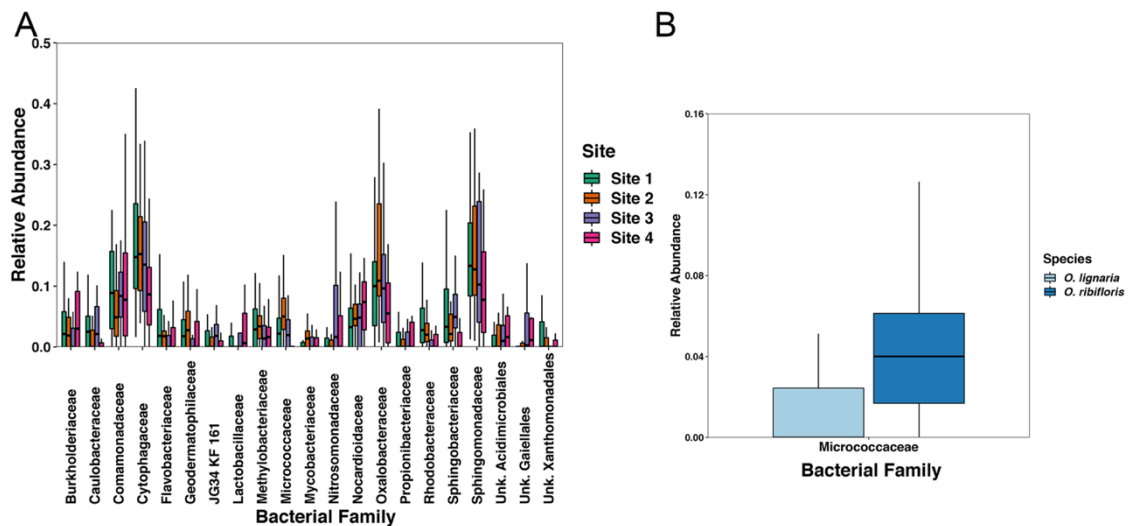 A
0.5
0.4
0.3
0.2
0.1
0.0
Relative Abundance
Burkholderiaceae
Caulobacteraceae
Comamonadaceae
Cytophagaceae
Flavobacteriaceae
Geodermatophilaceae
JG34 KF 161
Lactobacillaceae
Methylobacteriaceae
Micrococcaceae
Mycobacteriaceae
Nitrosomonadaceae
Nocardioidaceae
Oxalobacteraceae
Propionibacteriaceae
Rhodobacteraceae
Sphingobacteriaceae
Sphingomonadaceae
Unk. Acidimicrobiales
Unk. Gaiellales
Unk. Xanthomonadales
Bacterial Family
Site
Site 1
Site 2
Site 3
Site 4
B
0.16
0.12
0.08
0.04
0.00
Relative Abundance
Micrococcaceae
Bacterial Family
Species
O. lignaria
O. ribifloris